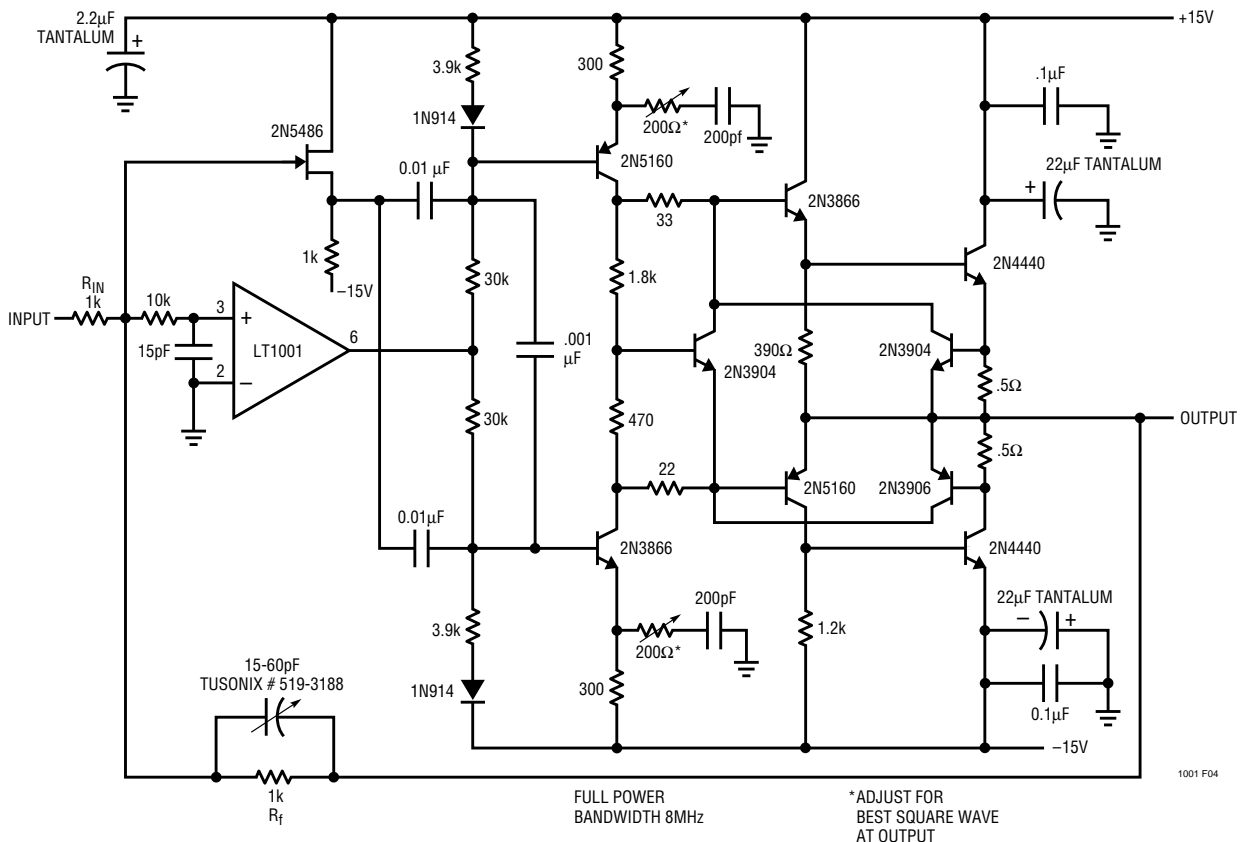 2.2µF
TANTALUM
+
+15V
3.9k
300
.1µF
1N914
200Ω*
200pf
2N5486
2N5160
22µF TANTALUM
+
0.01 µF
2N3866
33
1k
–15V
30k
1.8k
2N4440
RIN
1k
10k
INPUT
3
+
6
LT1001
15pF
2
–
.001
µF
2N3904
390Ω
2N3904
.5Ω
OUTPUT
30k
470
.5Ω
22
2N5160
2N3906
0.01µF
2N3866
2N4440
200pF
22µF TANTALUM
–
+
3.9k
200Ω*
1.2k
15-60pF
TUSONIX # 519-3188
1N914
300
0.1µF
–15V
1k
Rf
1001 F04
FULL POWER
BANDWIDTH 8MHz
*ADJUST FOR
BEST SQUARE WAVE
AT OUTPUT